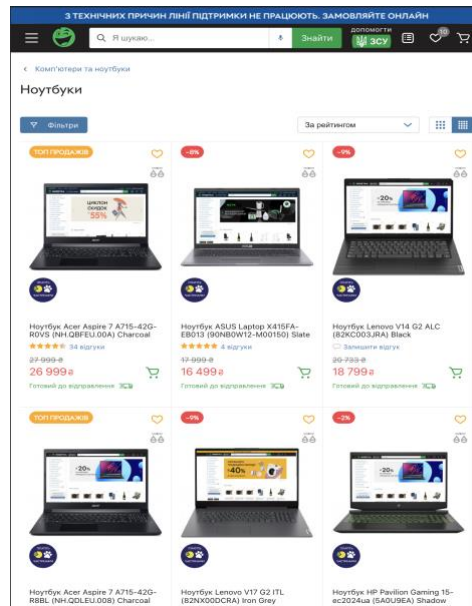 З ТЕХНІЧНИХ ПРИЧИН ЛІНІЇ ПІДТРИМКИ НЕ ПРАЦЮЮТЬ. ЗАМОВЛЯЙТЕ ОНЛАЙН
Я шукаю...
Знайти
ДОПОМОГТИ
ЗСУ
10
Комп'ютери та ноутбуки
Ноутбуки
Фільтри
За рейтингом
ТОП ПРОДАЖІВ
-8%
-9%
Ноутбук Acer Aspire 7 A715-42G-
R0VS (NH.QBFEU.00A) Charcoal
34 відгуки
27 999 ₴
26 999 ₴
Готовий до відправлення
Ноутбук ASUS Laptop X415FA-
EB013 (90NB0W12-M00150) Slate
4 відгуки
17 999 ₴
16 499 ₴
Готовий до відправлення
Ноутбук Lenovo V14 G2 ALC
(82KC003JRA) Black
Залишити відгук
20 733 ₴
18 799 ₴
Готовий до відправлення
ТОП ПРОДАЖІВ
-9%
-2%
Ноутбук Acer Aspire 7 A715-42G-
R8BL (NH.QDLEU.008) Charcoal
Ноутбук Lenovo V17 G2 ITL
(82NX00DCRA) Iron Grey
Ноутбук HP Pavilion Gaming 15-
ec2024ua (5A0U9EA) Shadow